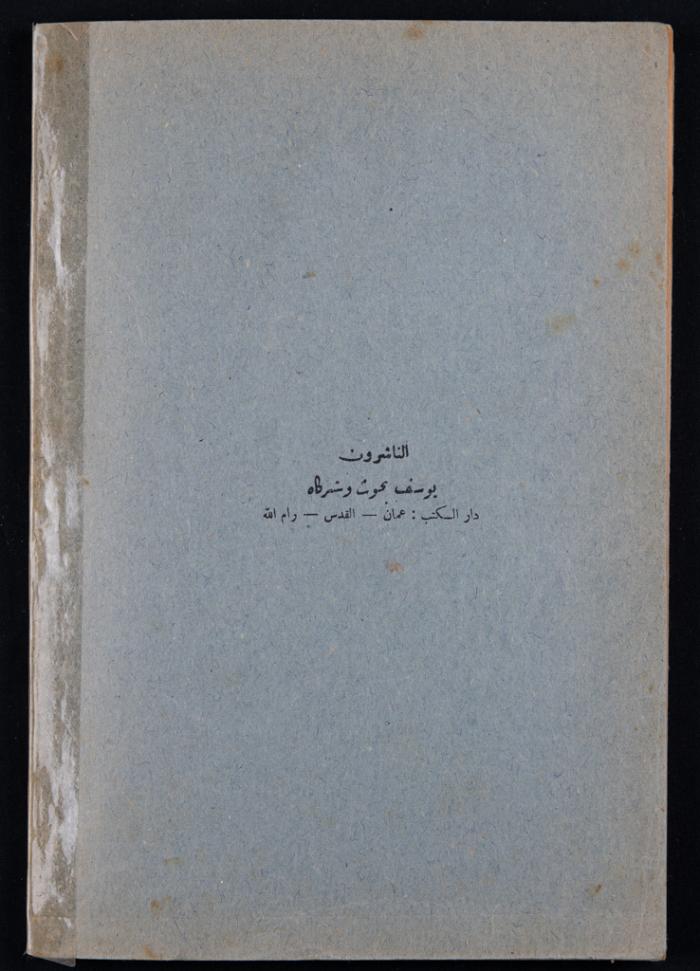 الناشرون
يوسف بحوث وشركاه
دار الكتب : عمان — القدس — رام الله